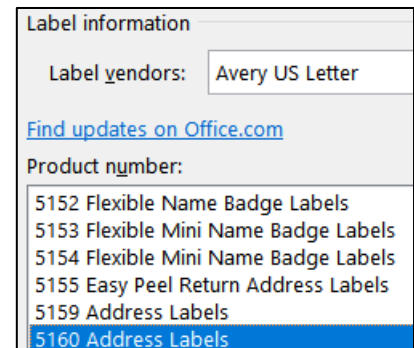 Label information
Label vendors: Avery US Letter
Find updates on Office.com
Product number:
5152 Flexible Name Badge Labels
5153 Flexible Mini Name Badge Labels
5154 Flexible Mini Name Badge Labels
5155 Easy Peel Return Address Labels
5159 Address Labels
5160 Address Labels